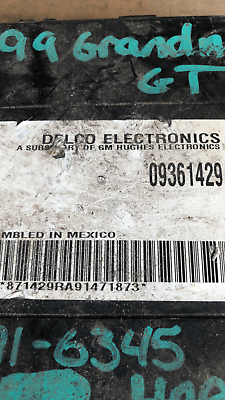 99 Grand
GT
DELCO ELECTRONICS
A SUBSIDIARY OF GM HUGHES ELECTRONICS
09361429
MBLED IN MEXICO
*871429RA91471873*
91-6345